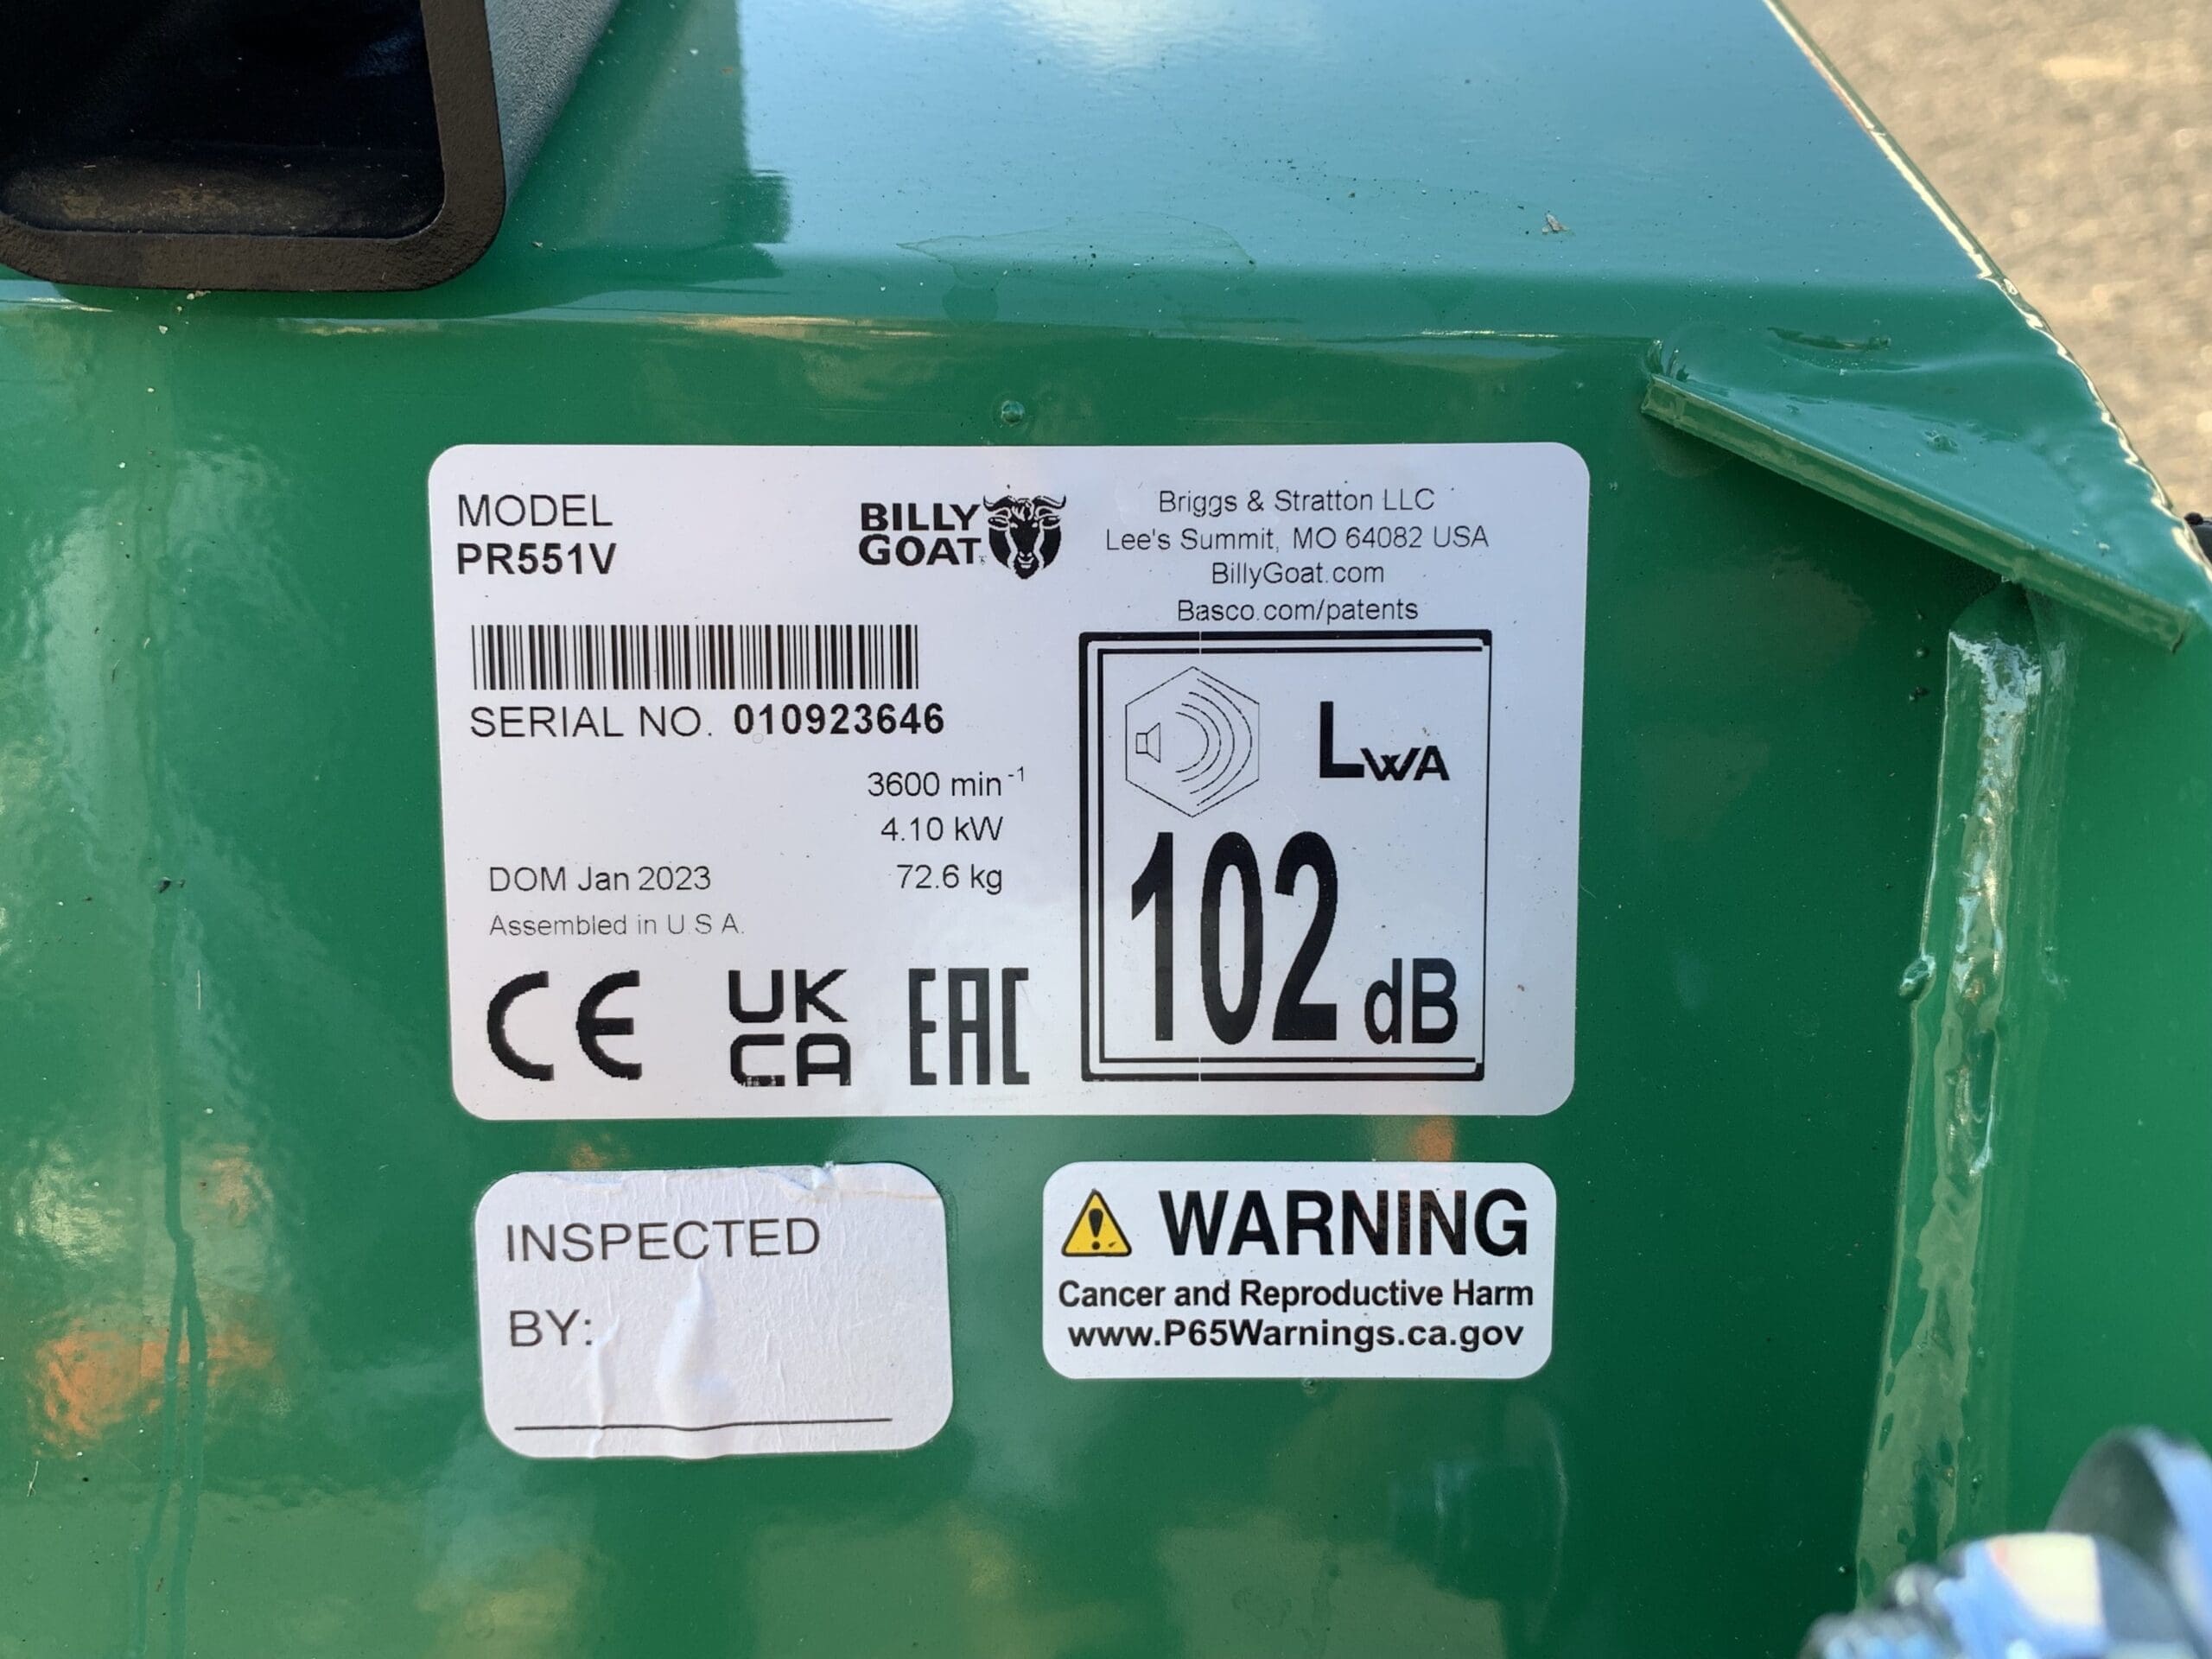 MODEL
PR551V
BILLY
GOAT
Briggs & Stratton LLC
Lee's Summit, MO 64082 USA
BillyGoat.com
Basco.com/patents
SERIAL NO. 010923646
3600 min⁻¹
4.10 kW
72.6 kg
DOM Jan 2023
Assembled in U.S.A.
CE
UK
CA
EAC
LWA
102 dB
INSPECTED
BY:
WARNING
Cancer and Reproductive Harm
www.P65Warnings.ca.gov